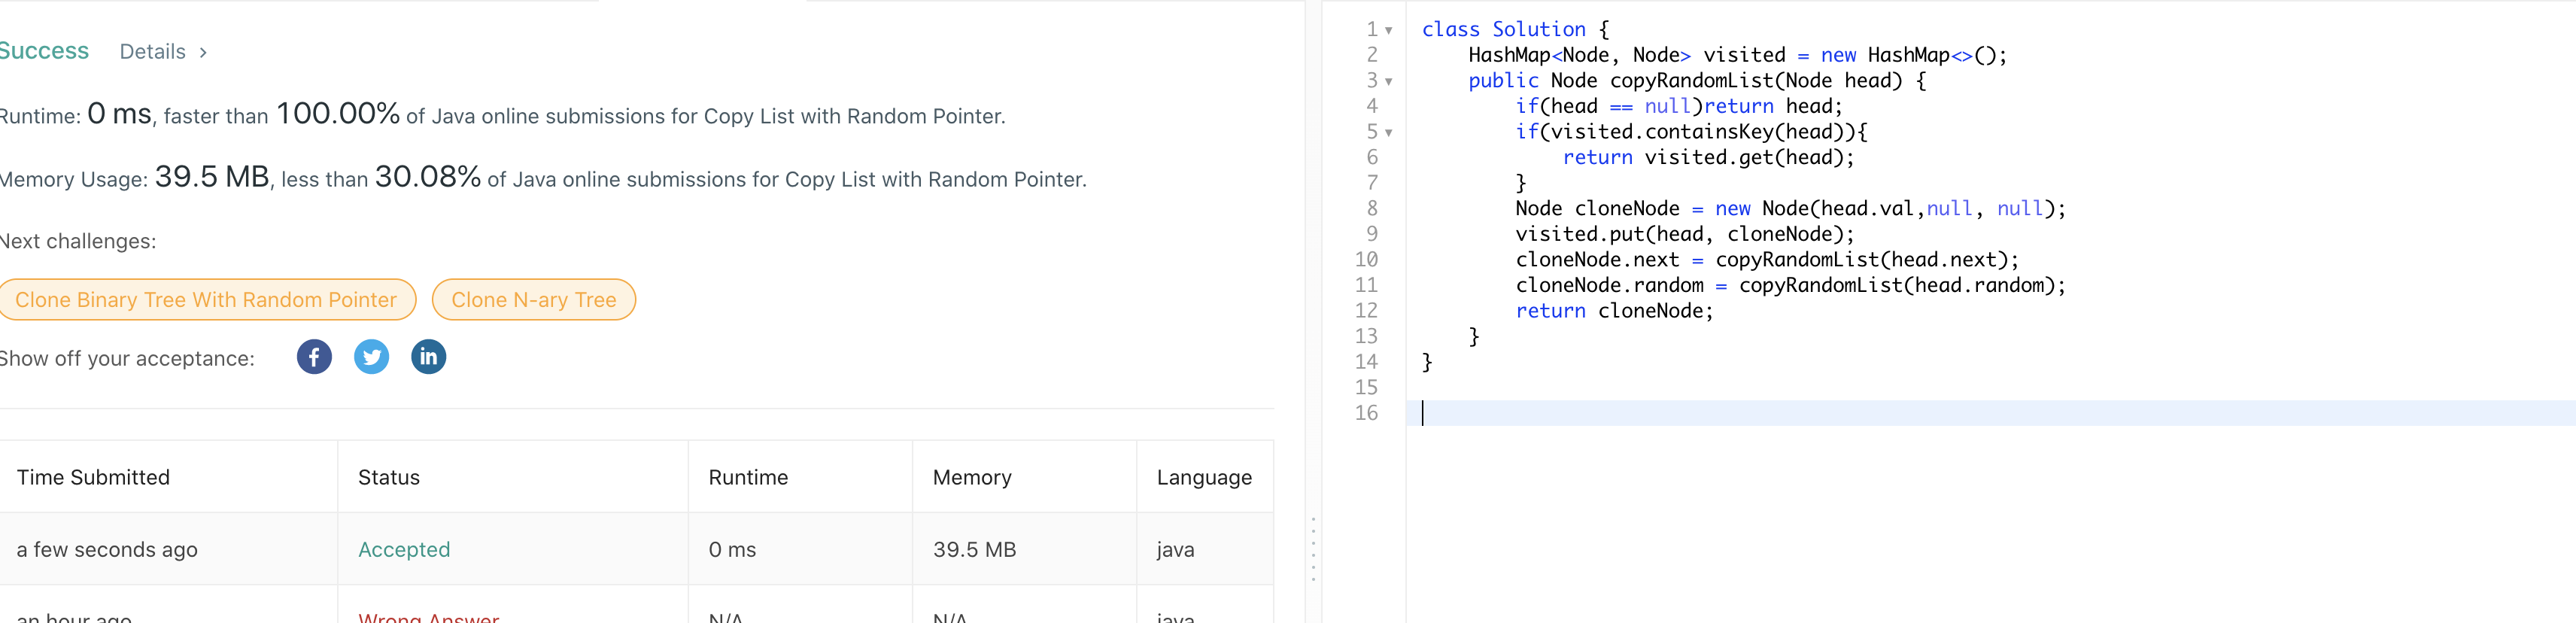 Success Details >
Runtime: 0 ms, faster than 100.00% of Java online submissions for Copy List with Random Pointer.
Memory Usage: 39.5 MB, less than 30.08% of Java online submissions for Copy List with Random Pointer.
Next challenges:
Clone Binary Tree With Random Pointer Clone N-ary Tree
Show off your acceptance: f in
Time Submitted Status Runtime Memory Language
a few seconds ago Accepted 0 ms 39.5 MB java
an hour ago Wrong Answer N/A N/A java
1 class Solution {
2     HashMap<Node, Node> visited = new HashMap<>();
3     public Node copyRandomList(Node head) {
4         if(head == null)return head;
5         if(visited.containsKey(head)){
6             return visited.get(head);
7         }
8         Node cloneNode = new Node(head.val,null, null);
9         visited.put(head, cloneNode);
10         cloneNode.next = copyRandomList(head.next);
11         cloneNode.random = copyRandomList(head.random);
12         return cloneNode;
13     }
14 }
15
16